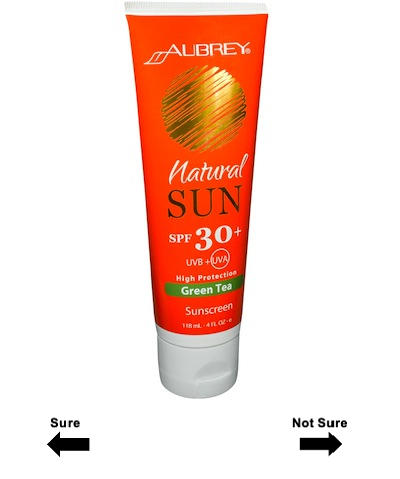 AUBREY®
Natural
SUN
SPF 30+
UVB + UVA
High Protection
Green Tea
Sunscreen
118 mL · 4 FL OZ · e
Sure
Not Sure